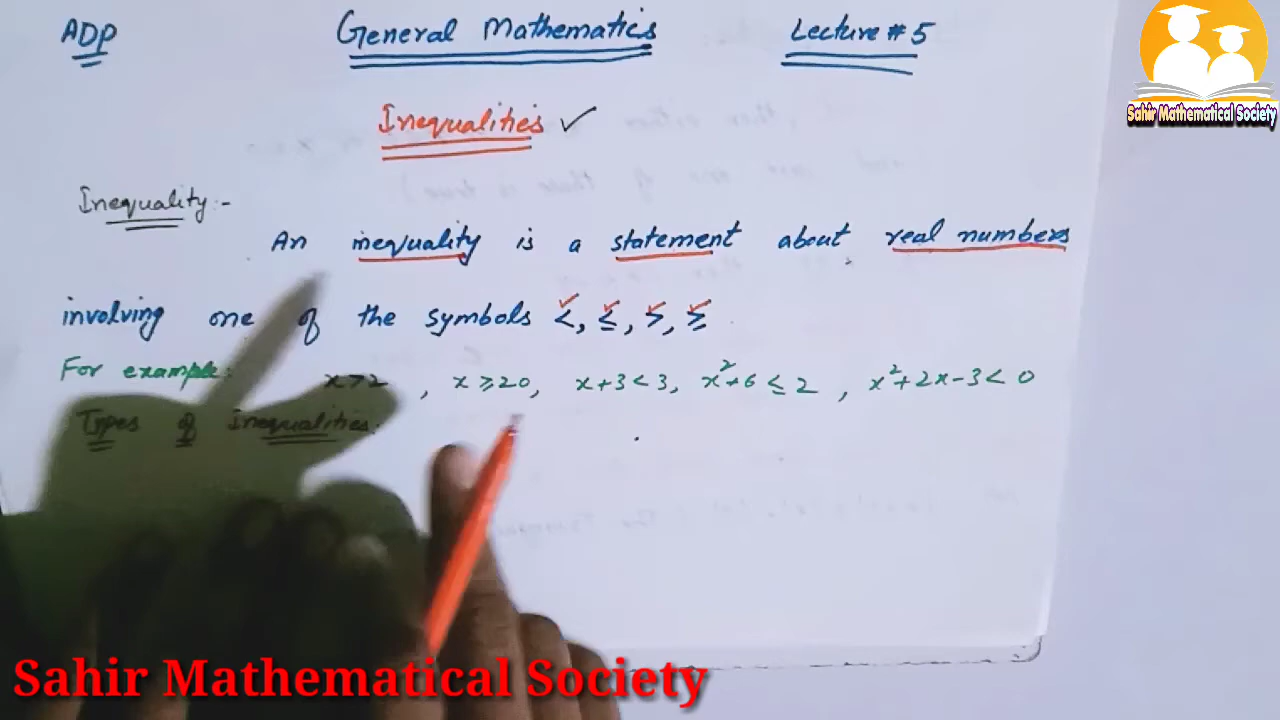 ADP General Mathematics Lecture # 5
Sahir Mathematical Society
Inequalities ✓
Inequality:-
An inequality is a statement about real numbers
involving one of the symbols <, ≤, >, ≥
For example: x>2, x≥20, x+3<3, x²+6≤2, x²+2x-3<0
Types of Inequalities:
Sahir Mathematical Society